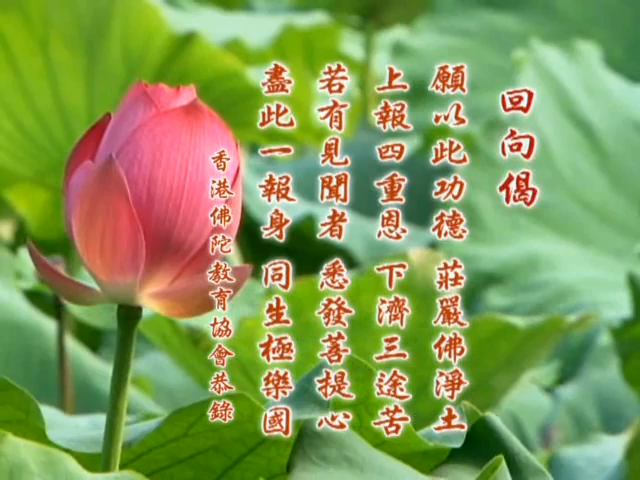 回向偈
願以此功德 莊嚴佛淨土
上報四重恩 下濟三途苦
若有見聞者 悉發菩提心
盡此一報身 同生極樂國
香港佛陀教育協會恭錄